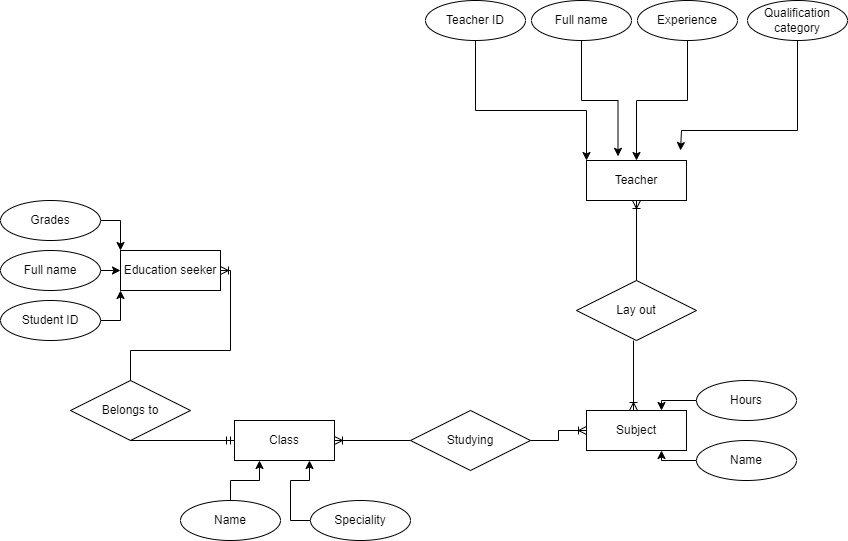 Teacher ID
Full name
Experience
Qualification
category
Teacher
Grades
Full name
Education seeker
Student ID
Lay out
Belongs to
Hours
Class
Studying
Subject
Name
Name
Speciality